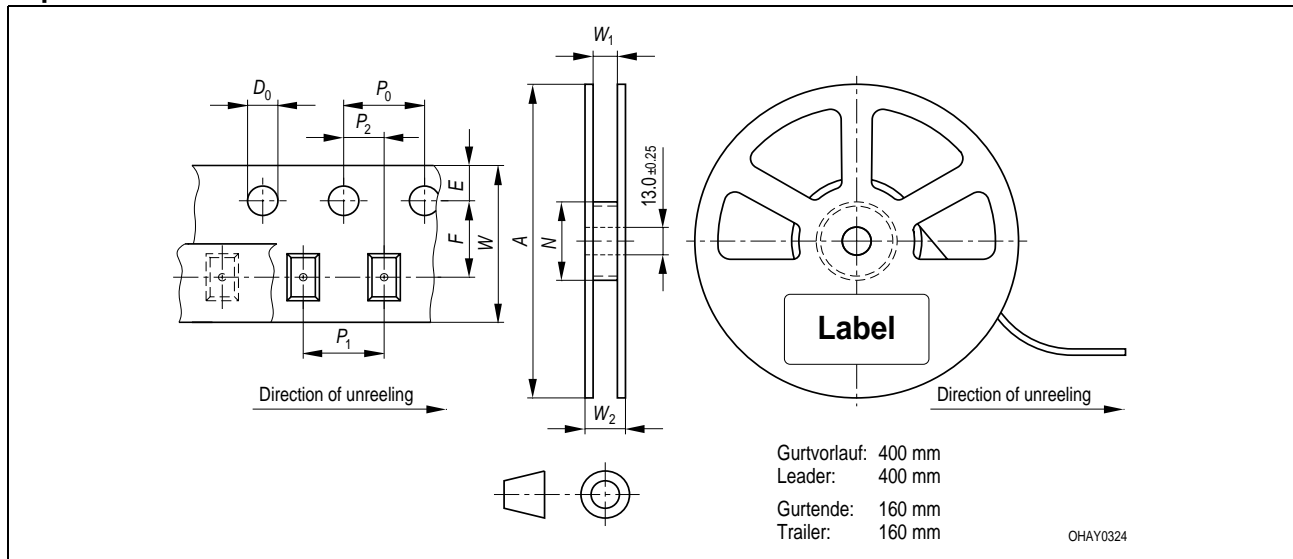 W1
D0
P0
P2
E
F
W
A
N
13.0 ±0.25
P1
Label
Direction of unreeling
W2
Direction of unreeling
Gurtvorlauf: 400 mm
Leader: 400 mm
Gurtende: 160 mm
Trailer: 160 mm
OHAY0324